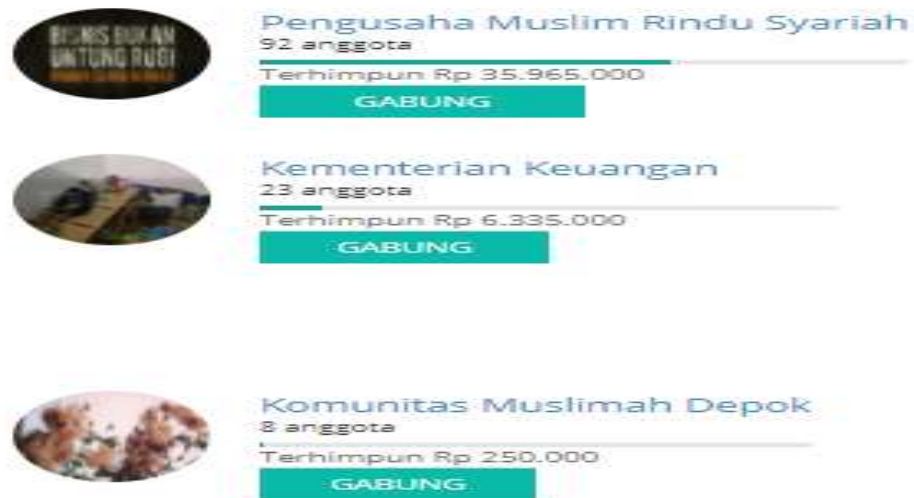 BISNIS BUKAN
UNTUNG RUGI
Pengusaha Muslim Rindu Syariah
92 anggota
Terhimpun Rp 35.965.000
GABUNG
Kementerian Keuangan
23 anggota
Terhimpun Rp 6.335.000
GABUNG
Komunitas Muslimah Depok
8 anggota
Terhimpun Rp 250.000
GABUNG